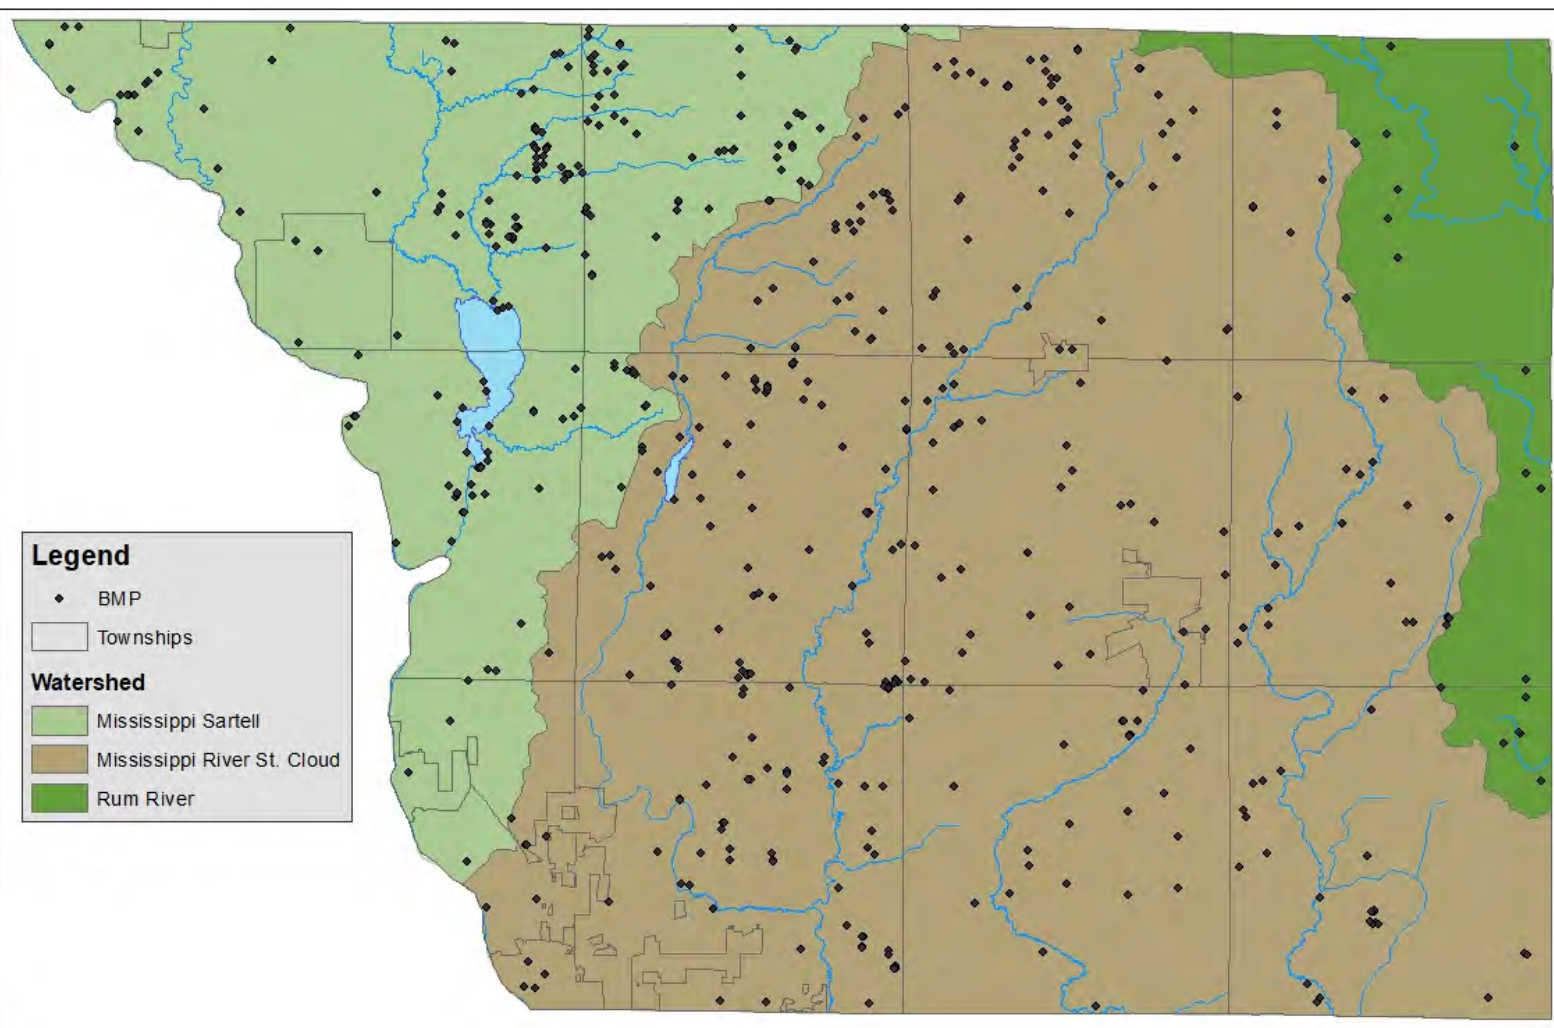 Legend
BMP
Townships
Watershed
Mississippi Sartell
Mississippi River St. Cloud
Rum River